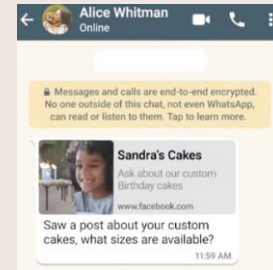 Alice Whitman
Online
Messages and calls are end-to-end encrypted.
No one outside of this chat, not even WhatsApp,
can read or listen to them. Tap to learn more.
Sandra's Cakes
Ask about our custom
Birthday cakes
www.facebook.com
Saw a post about your custom
cakes, what sizes are available?
11:59 AM